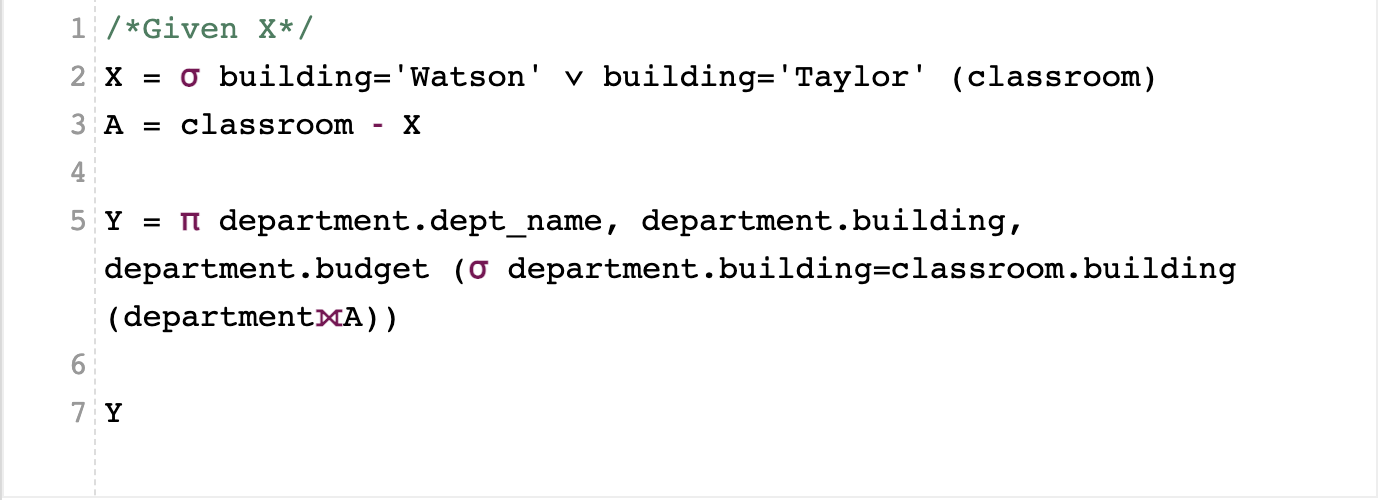 1 /*Given X*/
2 X = σ building='Watson' ∨ building='Taylor' (classroom)
3 A = classroom - X
4
5 Y = π department.dept_name, department.building,
department.budget (σ department.building=classroom.building
(department⨝A))
6
7 Y